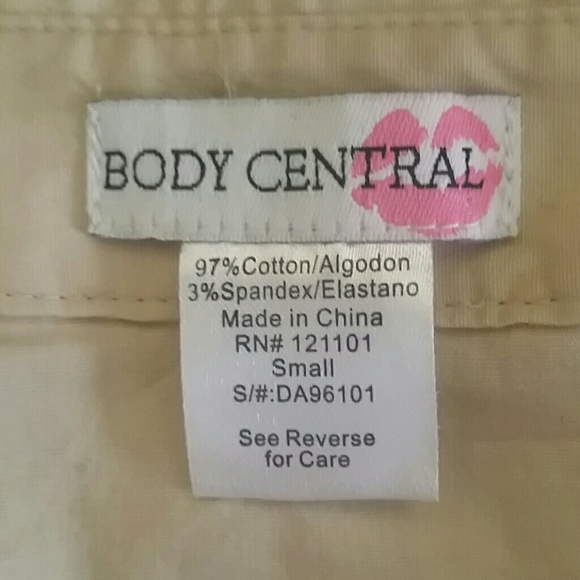 BODY CENTRAL
97%Cotton/Algodon
3%Spandex/Elastano
Made in China
RN# 121101
Small
S/#:DA96101
See Reverse
for Care